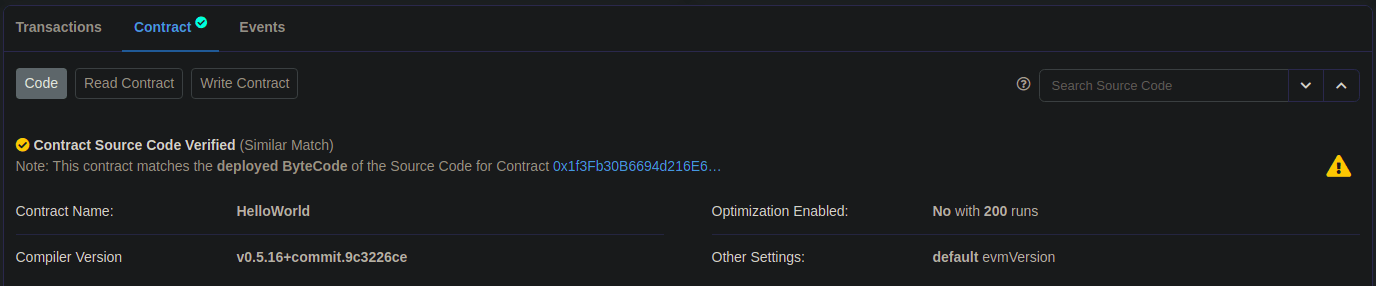 Transactions Contract Events
Code Read Contract Write Contract Search Source Code
Contract Source Code Verified (Similar Match)
Note: This contract matches the deployed ByteCode of the Source Code for Contract 0x1f3Fb30B6694d216E6…
Contract Name: HelloWorld Optimization Enabled: No with 200 runs
Compiler Version v0.5.16+commit.9c3226ce Other Settings: default evmVersion